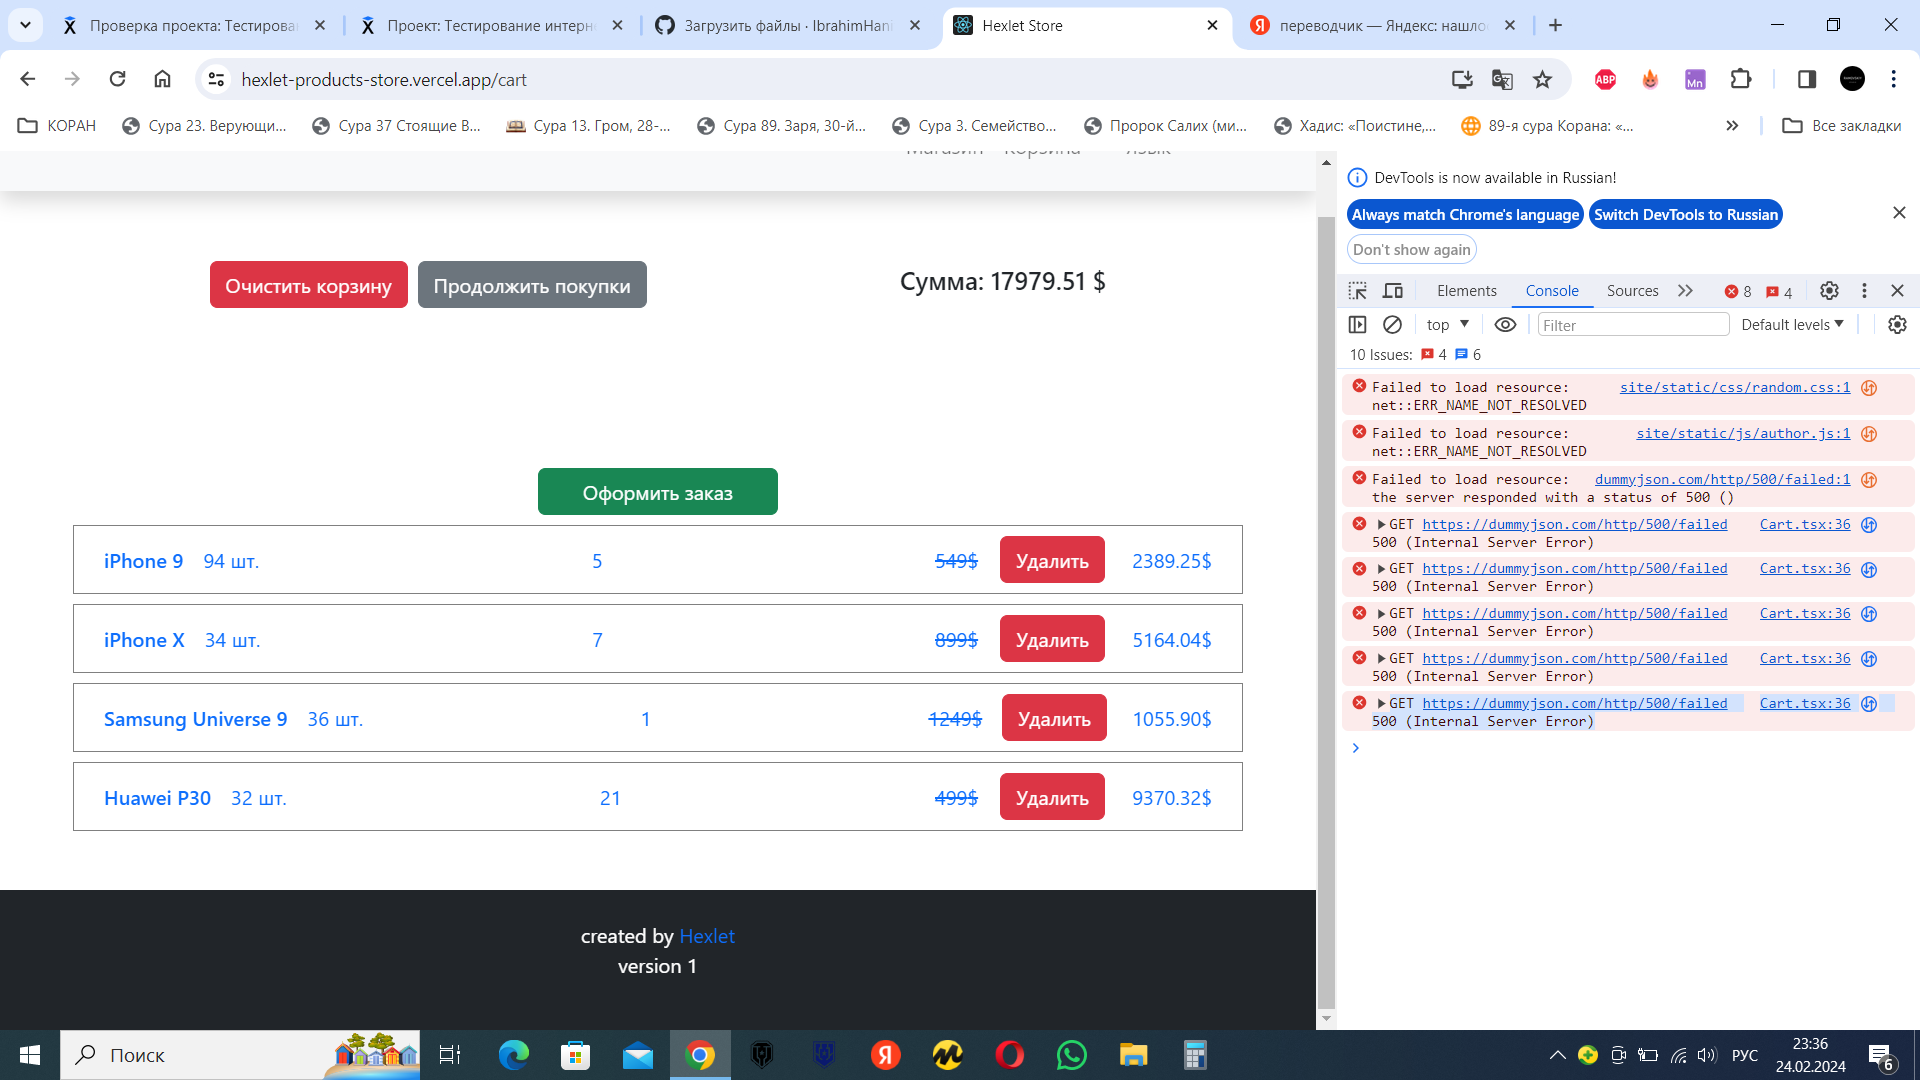 Проверка проекта: Тестирова
Проект: Тестирование интерн
Загрузить файлы · IbrahimHani
Hexlet Store
переводчик — Яндекс: нашло
hexlet-products-store.vercel.app/cart
ABP
Mn
КОРАН
Сура 23. Верующи...
Сура 37 Стоящие В...
Сура 13. Гром, 28-...
Сура 89. Заря, 30-й...
Сура 3. Семейство...
Пророк Салих (ми...
Хадис: «Поистине,...
89-я сура Корана: «...
Все закладки
Магазин Корзина Язык
Очистить корзину
Продолжить покупки
Сумма: 17979.51 $
Оформить заказ
iPhone 9 94 шт. 5 549$ Удалить 2389.25$
iPhone X 34 шт. 7 899$ Удалить 5164.04$
Samsung Universe 9 36 шт. 1 1249$ Удалить 1055.90$
Huawei P30 32 шт. 21 499$ Удалить 9370.32$
created by Hexlet
version 1
DevTools is now available in Russian!
Always match Chrome's language
Switch DevTools to Russian
Don't show again
Elements Console Sources 8 4
top Filter Default levels
10 Issues: 4 6
Failed to load resource: site/static/css/random.css:1
net::ERR_NAME_NOT_RESOLVED
Failed to load resource: site/static/js/author.js:1
net::ERR_NAME_NOT_RESOLVED
Failed to load resource: dummyjson.com/http/500/failed:1
the server responded with a status of 500 ()
GET https://dummyjson.com/http/500/failed Cart.tsx:36
500 (Internal Server Error)
GET https://dummyjson.com/http/500/failed Cart.tsx:36
500 (Internal Server Error)
GET https://dummyjson.com/http/500/failed Cart.tsx:36
500 (Internal Server Error)
GET https://dummyjson.com/http/500/failed Cart.tsx:36
500 (Internal Server Error)
GET https://dummyjson.com/http/500/failed Cart.tsx:36
500 (Internal Server Error)
Поиск
РУС
23:36
24.02.2024
6